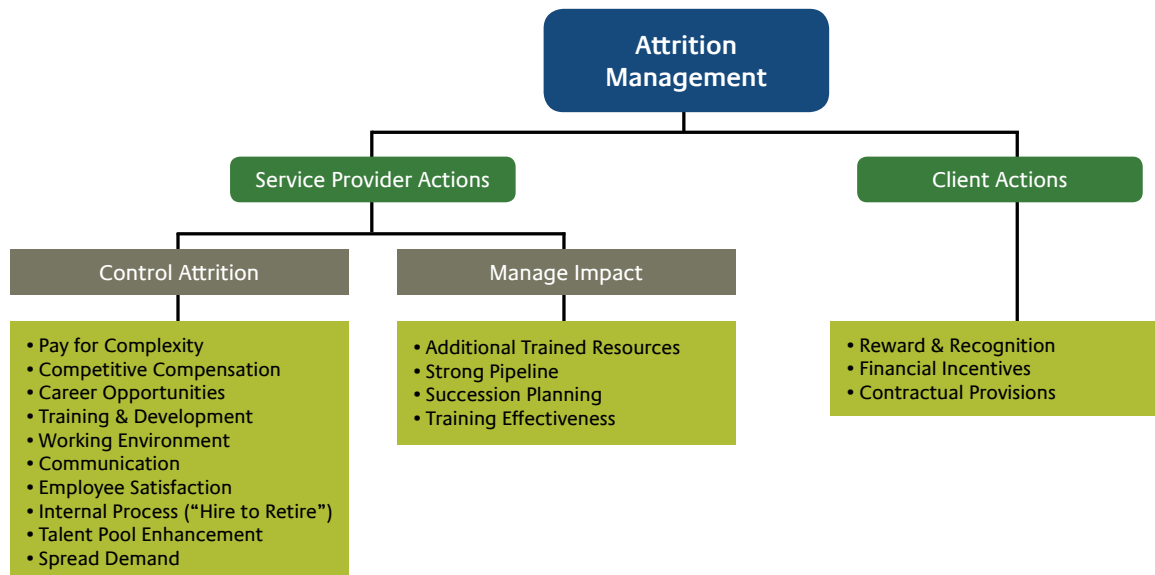 Attrition
Management
Service Provider Actions
Client Actions
Control Attrition
Manage Impact
• Pay for Complexity
• Competitive Compensation
• Career Opportunities
• Training & Development
• Working Environment
• Communication
• Employee Satisfaction
• Internal Process (“Hire to Retire”)
• Talent Pool Enhancement
• Spread Demand
• Additional Trained Resources
• Strong Pipeline
• Succession Planning
• Training Effectiveness
• Reward & Recognition
• Financial Incentives
• Contractual Provisions